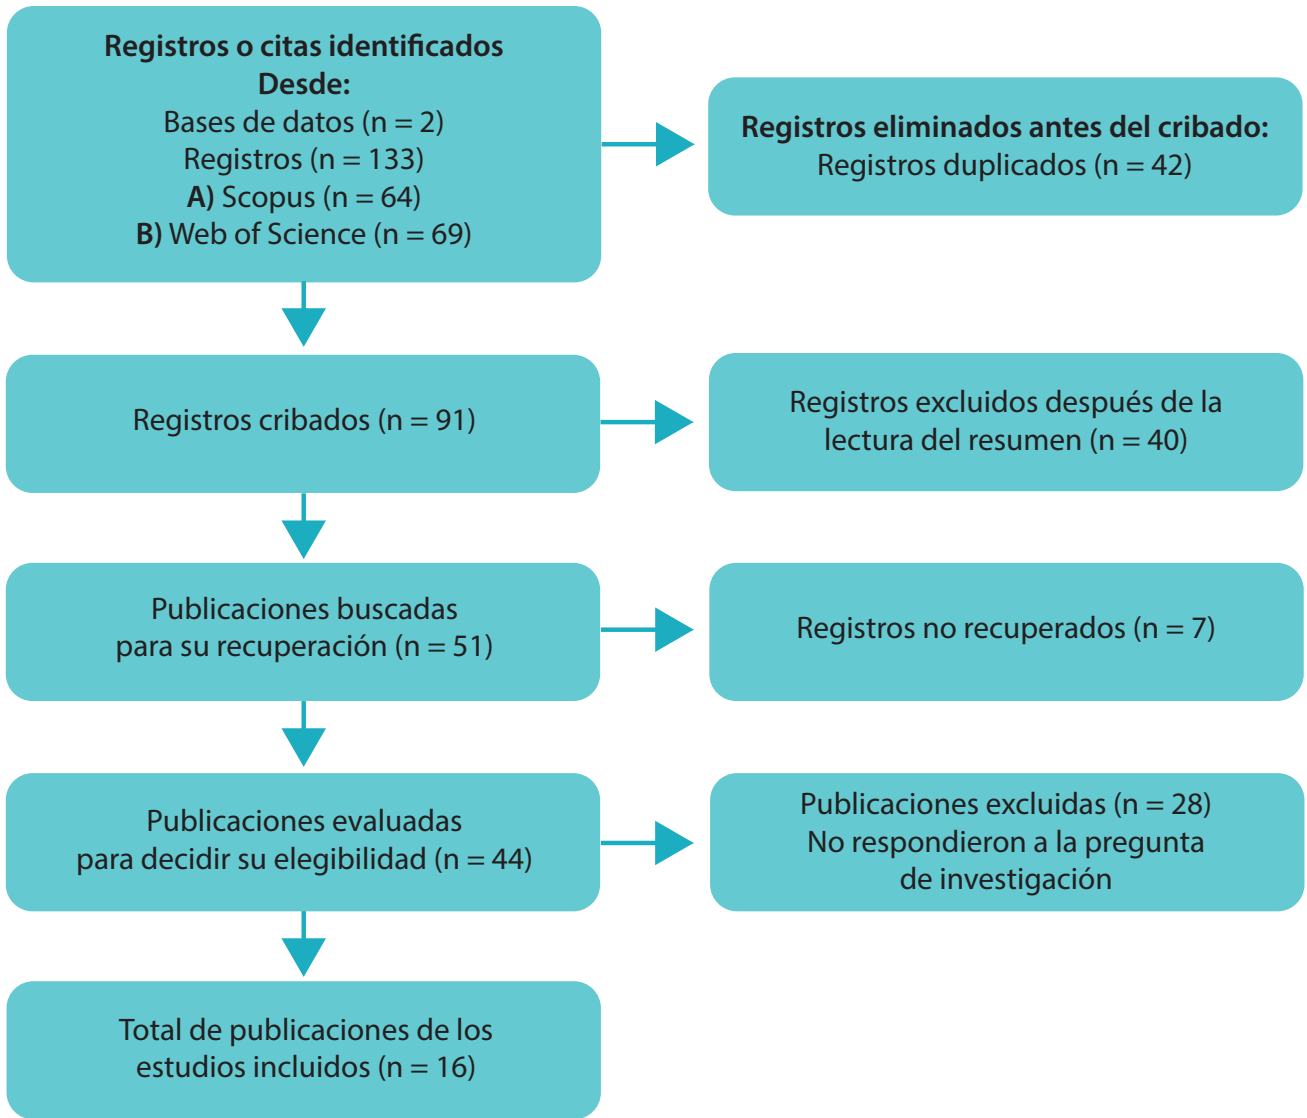 Registros o citas identificados
Desde:
Bases de datos (n = 2)
Registros (n = 133)
A) Scopus (n = 64)
B) Web of Science (n = 69)
Registros eliminados antes del cribado:
Registros duplicados (n = 42)
Registros cribados (n = 91)
Registros excluidos después de la
lectura del resumen (n = 40)
Publicaciones buscadas
para su recuperación (n = 51)
Registros no recuperados (n = 7)
Publicaciones evaluadas
para decidir su elegibilidad (n = 44)
Publicaciones excluidas (n = 28)
No respondieron a la pregunta
de investigación
Total de publicaciones de los
estudios incluidos (n = 16)